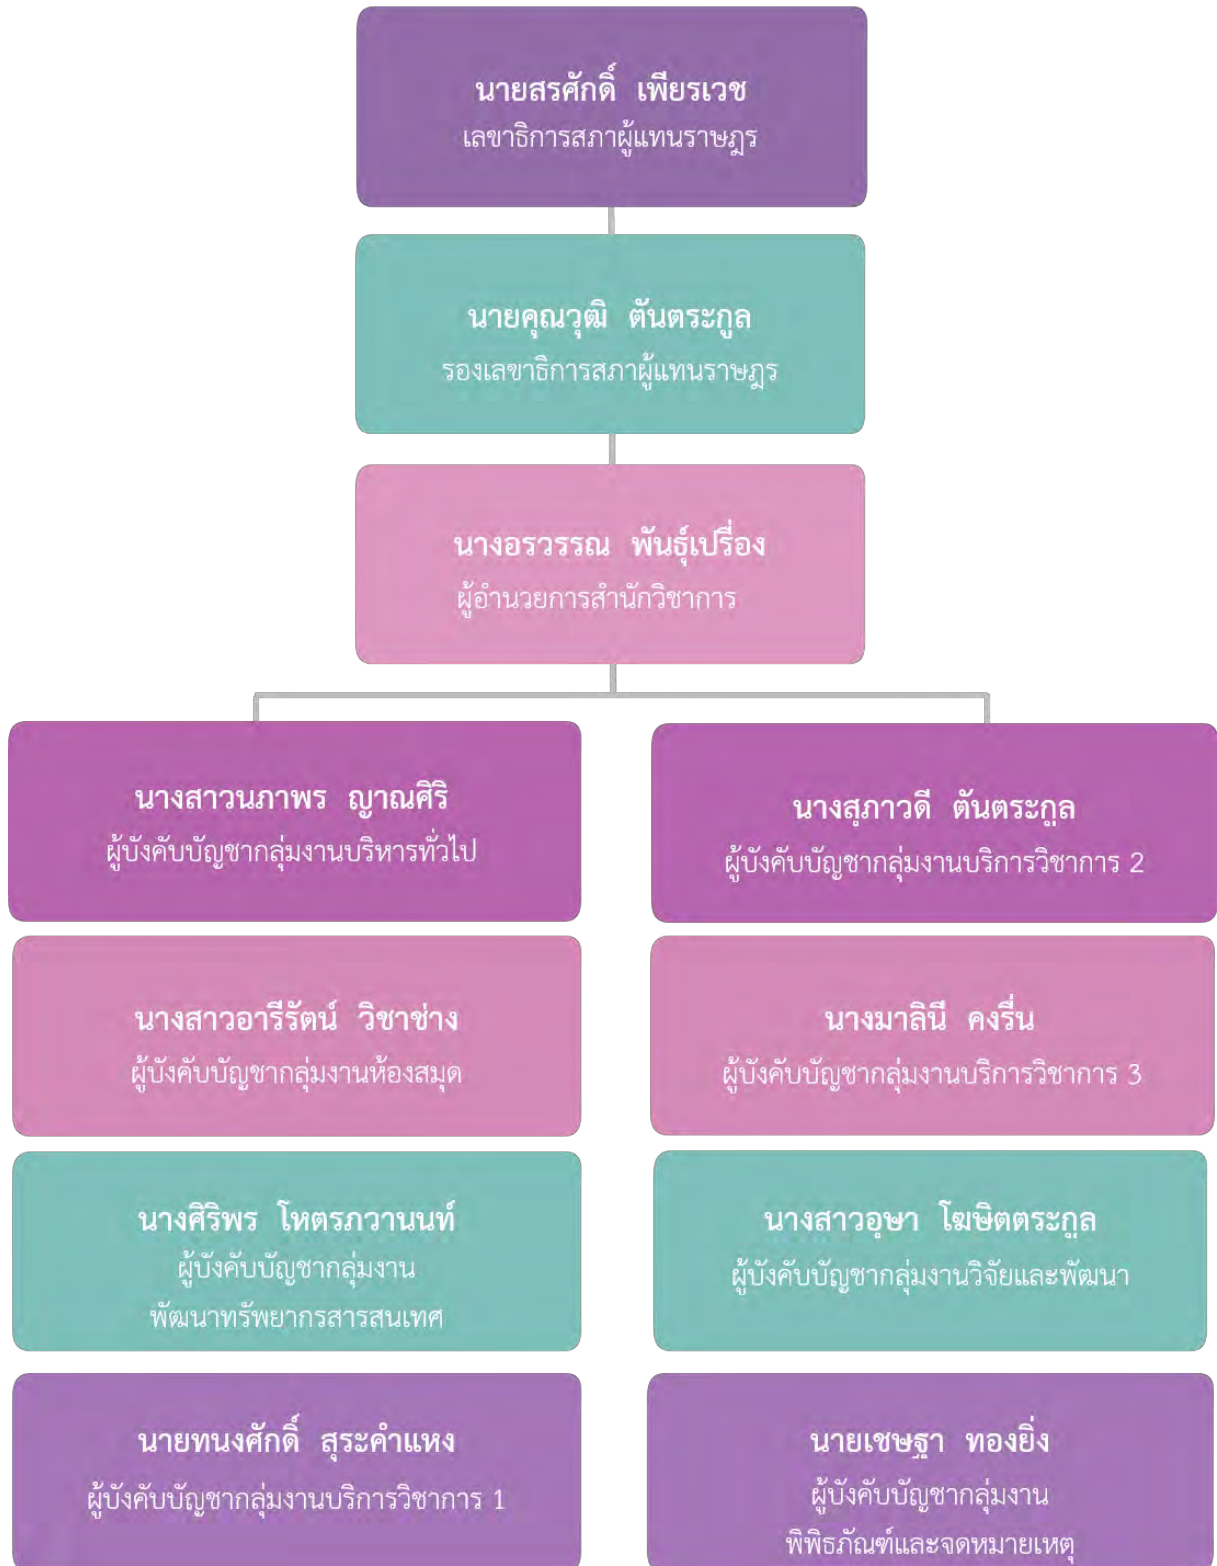 นายสรศักดิ์ เพียรเวช
เลขาธิการสภาผู้แทนราษฎร
นายคุณวุฒิ ตันตระกูล
รองเลขาธิการสภาผู้แทนราษฎร
นางอรวรรณ พันธุ์เปรื่อง
ผู้อำนวยการสำนักวิชาการ
นางสาวนภาพร ญาณศิริ
ผู้บังคับบัญชากลุ่มงานบริหารทั่วไป
นางสาวอารีรัตน์ วิชาช่าง
ผู้บังคับบัญชากลุ่มงานห้องสมุด
นางศิริพร โหตรภวานนท์
ผู้บังคับบัญชากลุ่มงาน
พัฒนาทรัพยากรสารสนเทศ
นายทนงศักดิ์ สุระคำแหง
ผู้บังคับบัญชากลุ่มงานบริการวิชาการ 1
นางสุภาวดี ตันตระกูล
ผู้บังคับบัญชากลุ่มงานบริการวิชาการ 2
นางมาลินี คงรื่น
ผู้บังคับบัญชากลุ่มงานบริการวิชาการ 3
นางสาวอุษา โฆษิตตระกูล
ผู้บังคับบัญชากลุ่มงานวิจัยและพัฒนา
นายเชษฐา ทองยิ่ง
ผู้บังคับบัญชากลุ่มงาน
พิพิธภัณฑ์และจดหมายเหตุ